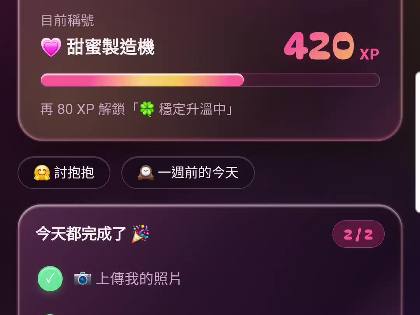 目前稱號
💗 甜蜜製造機
420 XP
再 80 XP 解鎖「🍀 穩定升溫中」
🤗 討抱抱
🕰️ 一週前的今天
今天都完成了 🎉
2/2
✓ 📸 上傳我的照片